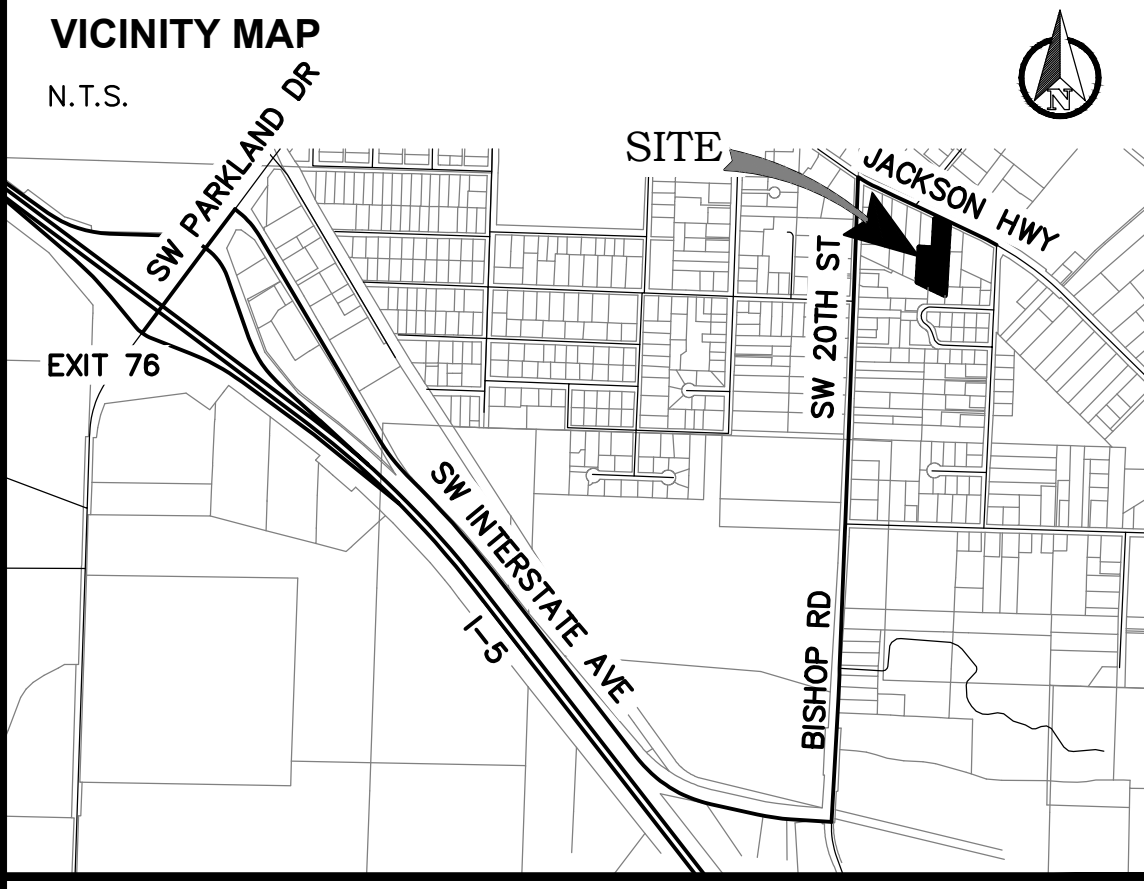 VICINITY MAP
N.T.S.
N
SW PARKLAND DR
SITE
JACKSON HWY
SW 20TH ST
EXIT 76
SW INTERSTATE AVE
I-5
BISHOP RD